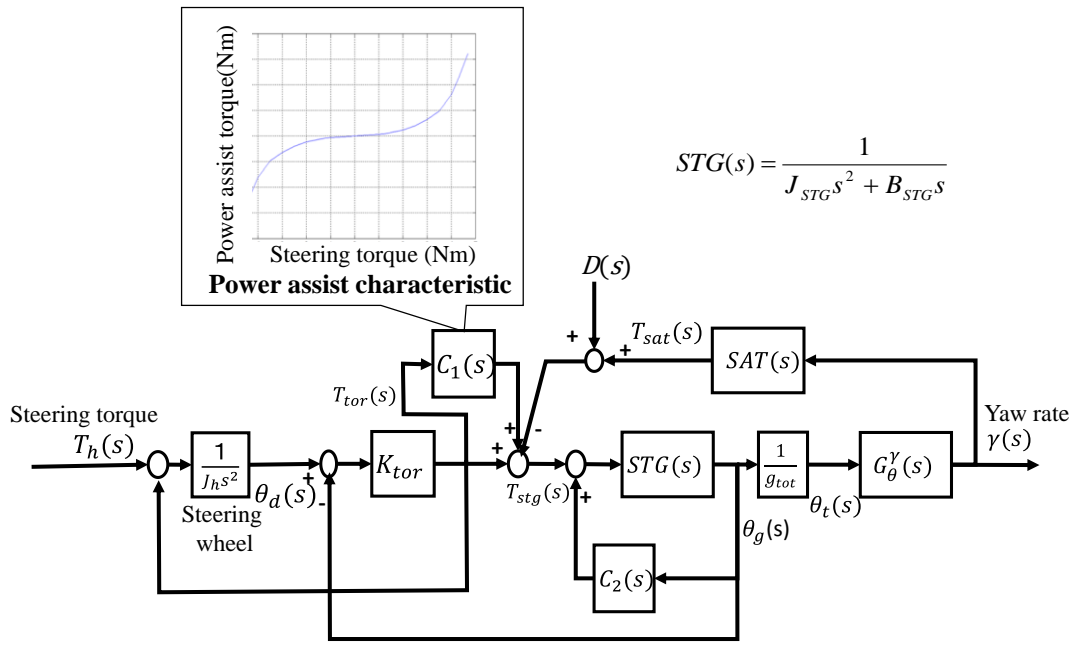 Power assist torque(Nm)
Steering torque (Nm)
Power assist characteristic
STG(s) = 1 / (J_STG s^2 + B_STG s)
D(s)
+
+
T_sat(s)
SAT(s)
C_1(s)
T_tor(s)
+
-
Steering torque
T_h(s)
1 / J_h s^2
Steering
wheel
θ_d(s)
+
-
K_tor
+
T_stg(s)
+
STG(s)
1 / g_tot
θ_g(s)
θ_t(s)
G_θ^γ(s)
Yaw rate
γ(s)
C_2(s)